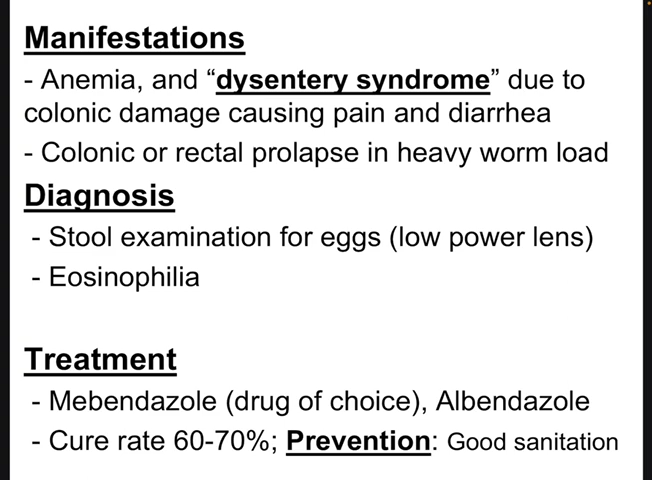 Manifestations
- Anemia, and “dysentery syndrome” due to
colonic damage causing pain and diarrhea
- Colonic or rectal prolapse in heavy worm load
Diagnosis
- Stool examination for eggs (low power lens)
- Eosinophilia
Treatment
- Mebendazole (drug of choice), Albendazole
- Cure rate 60-70%; Prevention: Good sanitation